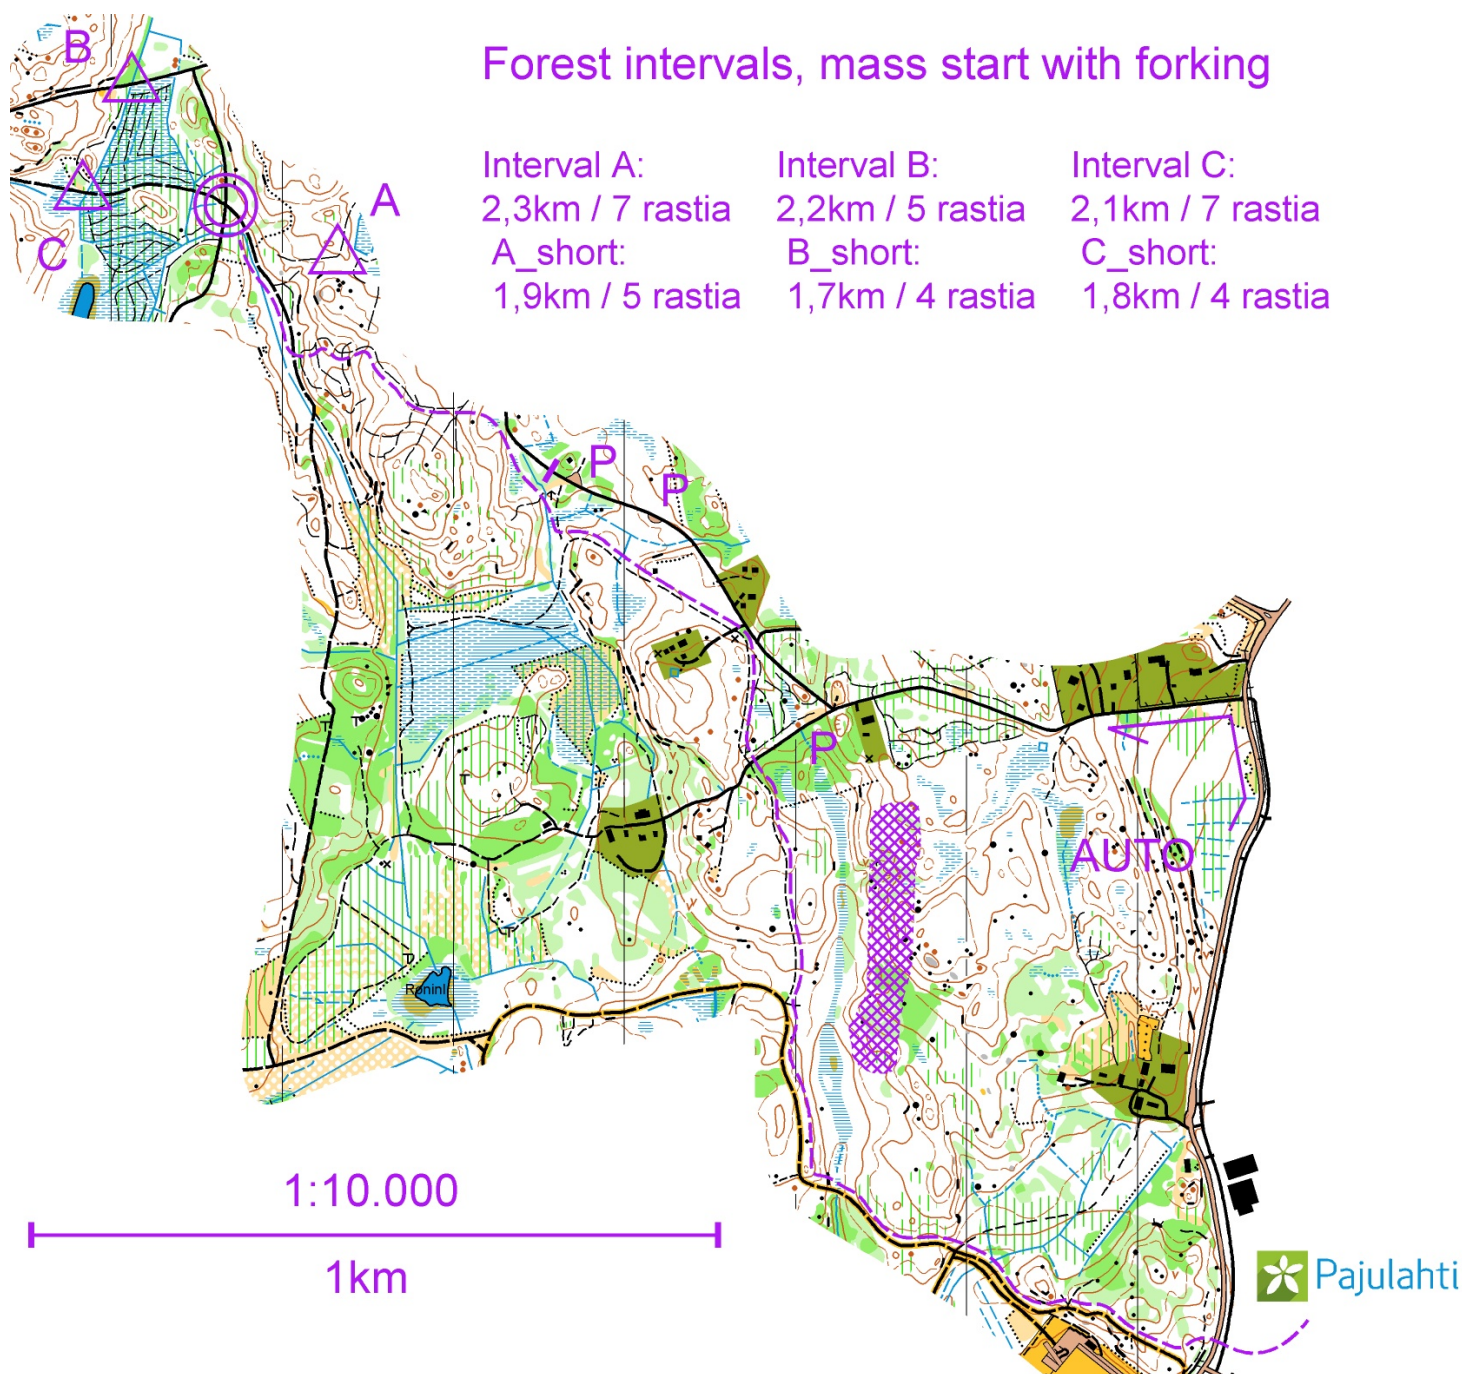 B
Forest intervals, mass start with forking
Interval A:
2,3km / 7 rastia
A_short:
1,9km / 5 rastia
Interval B:
2,2km / 5 rastia
B_short:
1,7km / 4 rastia
Interval C:
2,1km / 7 rastia
C_short:
1,8km / 4 rastia
A
C
P
P
P
AUTO
1:10.000
1km
Pajulahti